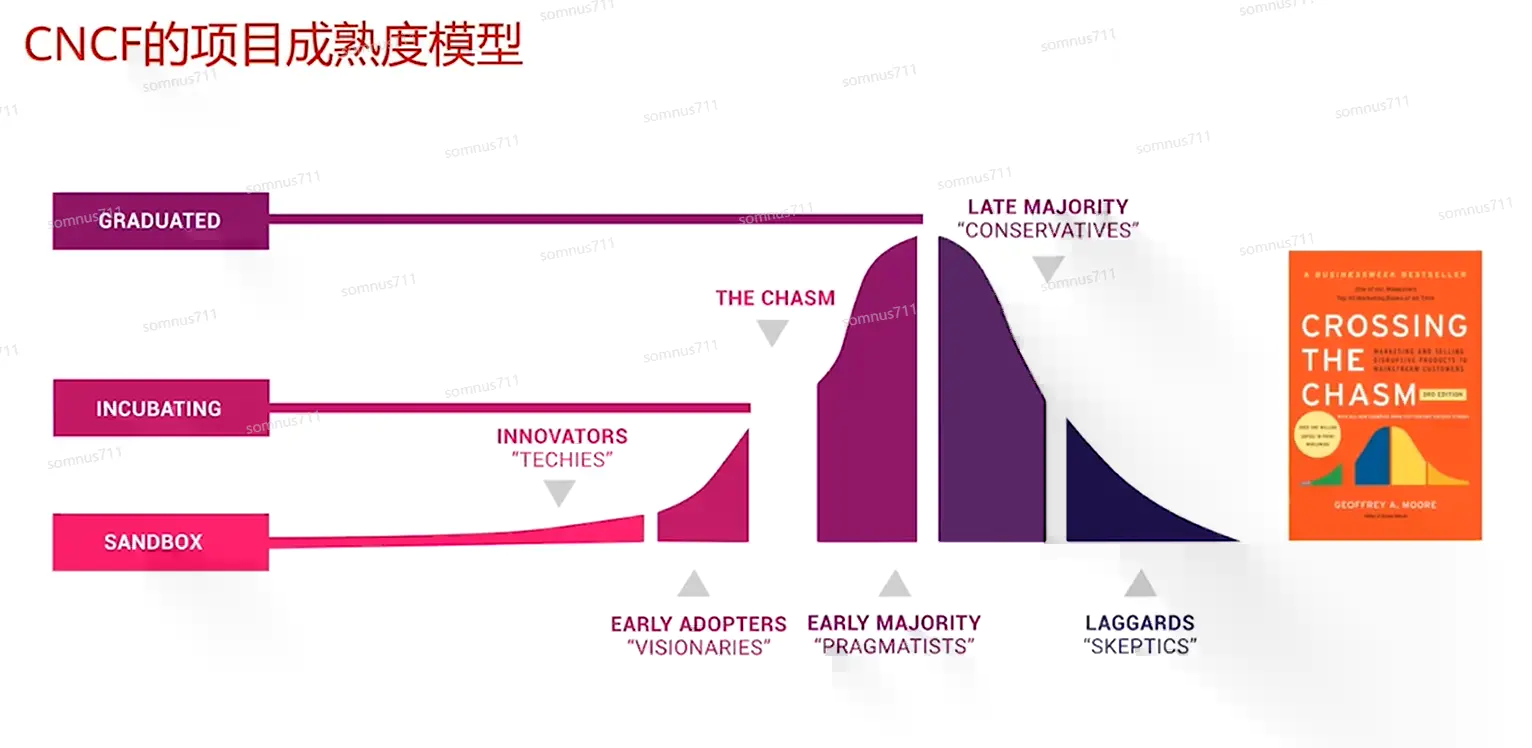 CNCF的项目成熟度模型
GRADUATED
LATE MAJORITY
“CONSERVATIVES”
THE CHASM
INCUBATING
INNOVATORS
“TECHIES”
SANDBOX
EARLY ADOPTERS
“VISIONARIES”
EARLY MAJORITY
“PRAGMATISTS”
LAGGARDS
“SKEPTICS”
A BUSINESSWEEK BESTSELLER
CROSSING
THE
MARKETING AND SELLING
DISRUPTIVE PRODUCTS TO
MAINSTREAM CUSTOMERS
CHASM
3RD EDITION
GEOFFREY A. MOORE
somnus711